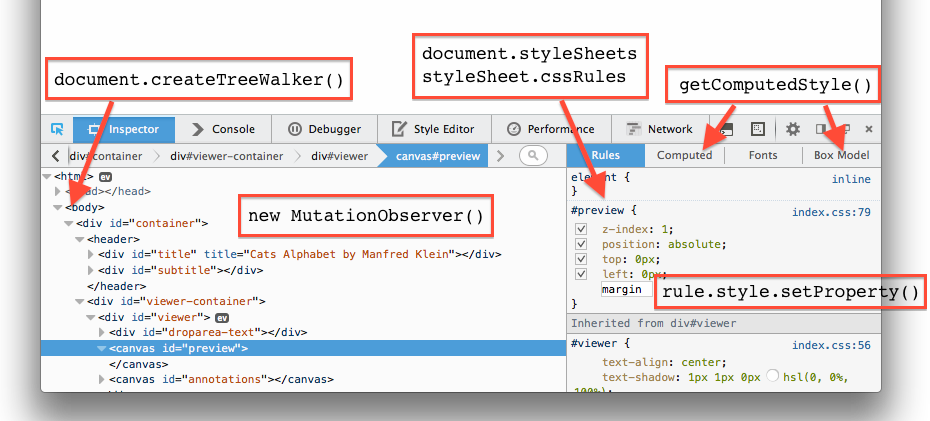 document.styleSheets
styleSheet.cssRules
document.createTreeWalker()
getComputedStyle()
Inspector Console Debugger Style Editor Performance Network
div#container div#viewer-container div#viewer canvas#preview
Rules Computed Fonts Box Model
<html> ev
<head></head>
<body>
<div id="container">
<header>
<div id="title" title="Cats Alphabet by Manfred Klein"></div>
<div id="subtitle"></div>
</header>
<div id="viewer-container">
<div id="viewer"> ev
<div id="droparea-text"></div>
<canvas id="preview">
</canvas>
<canvas id="annotations"></canvas>
new MutationObserver()
element { inline
}
#preview { index.css:79
z-index: 1;
position: absolute;
top: 0px;
left: 0px;
margin
rule.style.setProperty()
}
Inherited from div#viewer
#viewer { index.css:56
text-align: center;
text-shadow: 1px 1px 0px hsl(0, 0%,
100%);